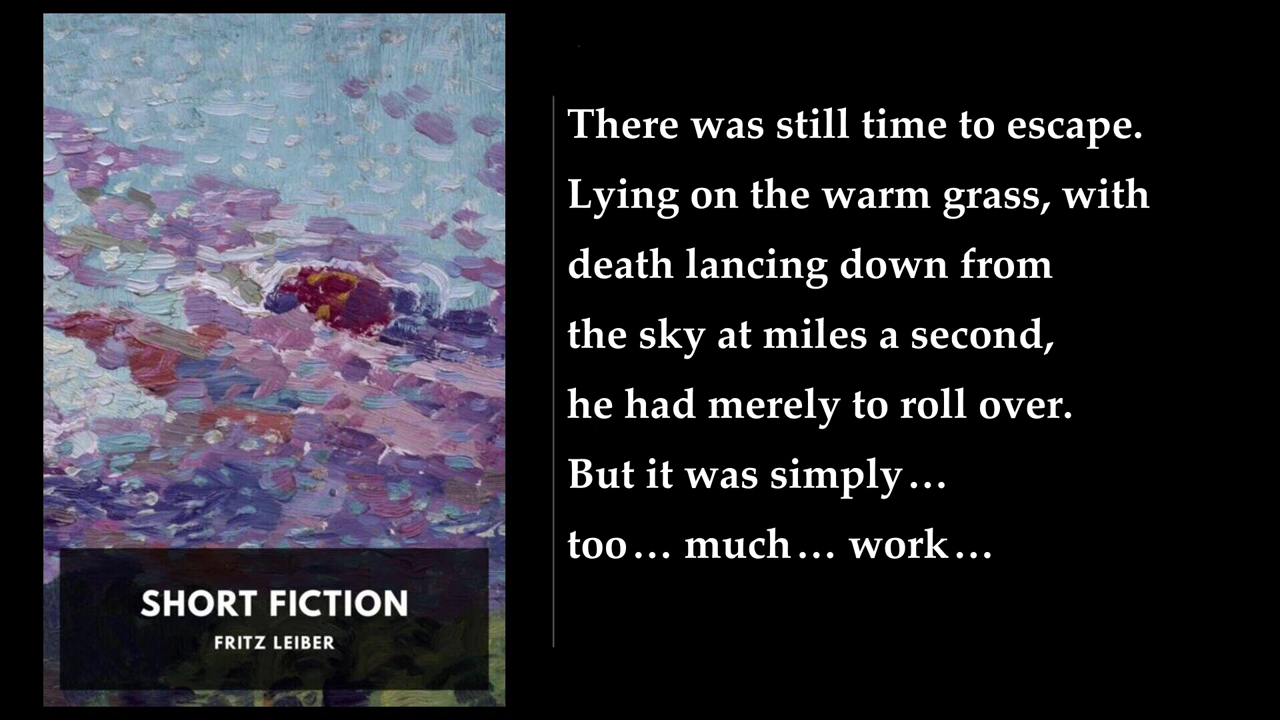 There was still time to escape.
Lying on the warm grass, with
death lancing down from
the sky at miles a second,
he had merely to roll over.
But it was simply…
too… much… work…
SHORT FICTION
FRITZ LEIBER